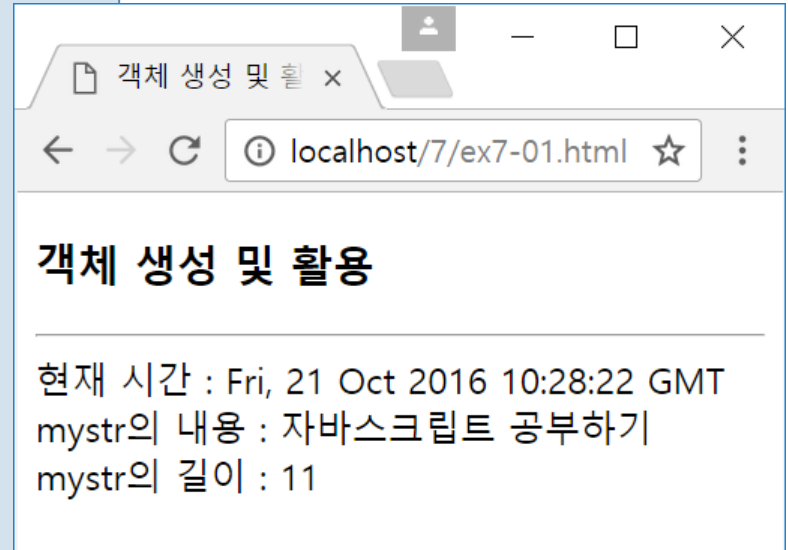 객체 생성 및 활
localhost/7/ex7-01.html
객체 생성 및 활용
현재 시간 : Fri, 21 Oct 2016 10:28:22 GMT
mystr의 내용 : 자바스크립트 공부하기
mystr의 길이 : 11